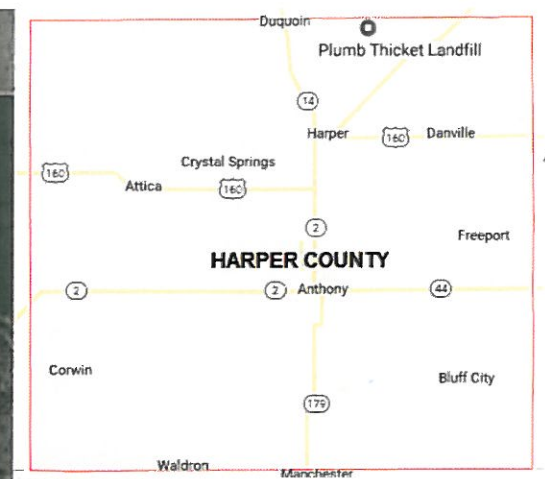 Duquoin
Plumb Thicket Landfill
14
Harper
160
Danville
Crystal Springs
160
Attica
160
2
Freeport
HARPER COUNTY
2
2
Anthony
44
Corwin
Bluff City
179
Waldron
Manchester